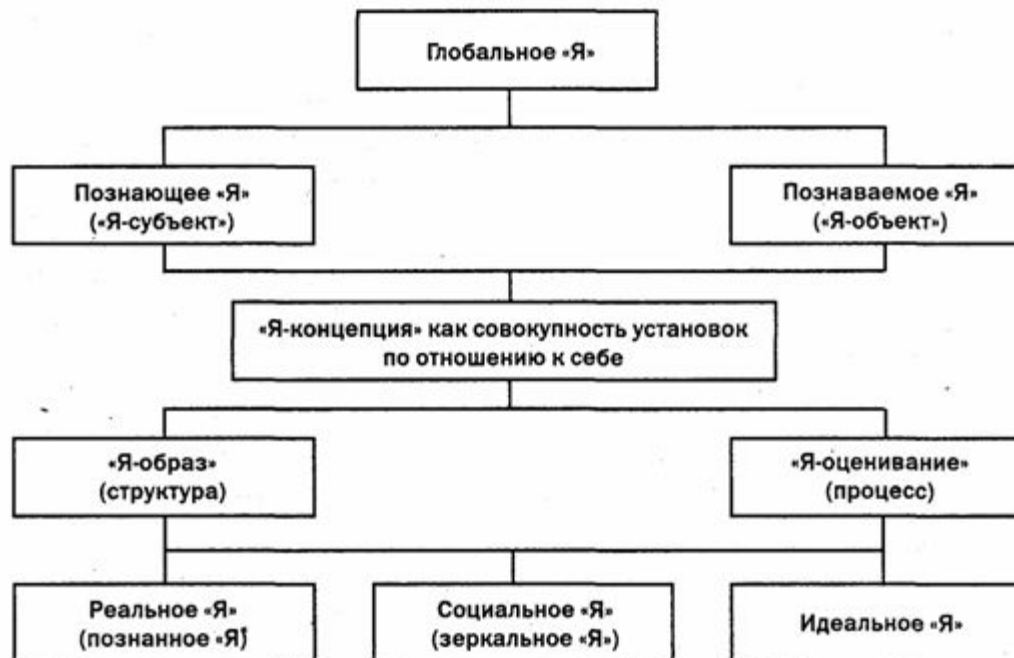 Глобальное «Я»
Познающее «Я»
(«Я-субъект»)
Познаваемое «Я»
(«Я-объект»)
«Я-концепция» как совокупность установок
по отношению к себе
«Я-образ»
(структура)
«Я-оценивание»
(процесс)
Реальное «Я»
(познанное «Я»)
Социальное «Я»
(зеркальное «Я»)
Идеальное «Я»